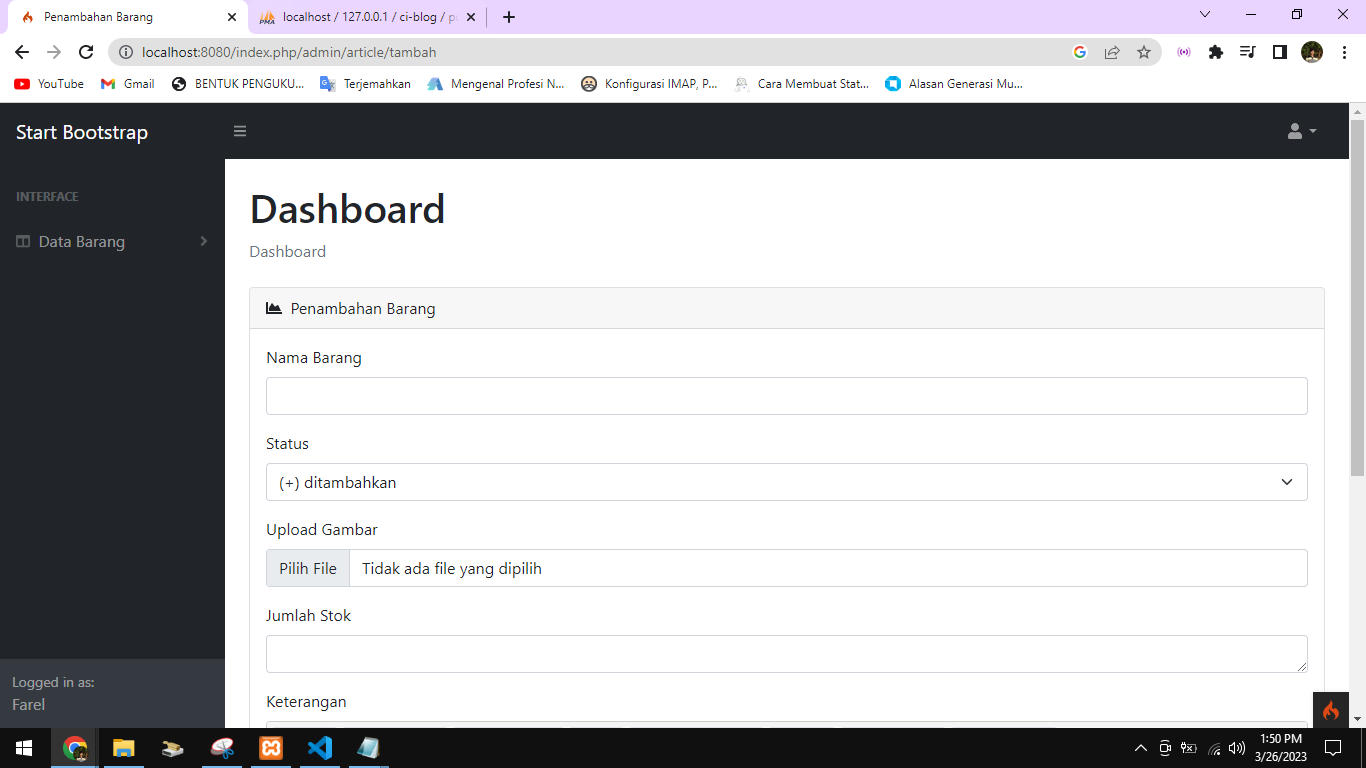 Penambahan Barang
localhost / 127.0.0.1 / ci-blog / p
localhost:8080/index.php/admin/article/tambah
YouTube
Gmail
BENTUK PENGUKU...
Terjemahkan
Mengenal Profesi N...
Konfigurasi IMAP, P...
Cara Membuat Stat...
Alasan Generasi Mu...
Start Bootstrap
INTERFACE
Data Barang
Logged in as:
Farel
Dashboard
Dashboard
Penambahan Barang
Nama Barang
Status
(+) ditambahkan
Upload Gambar
Pilih File
Tidak ada file yang dipilih
Jumlah Stok
Keterangan
1:50 PM
3/26/2023